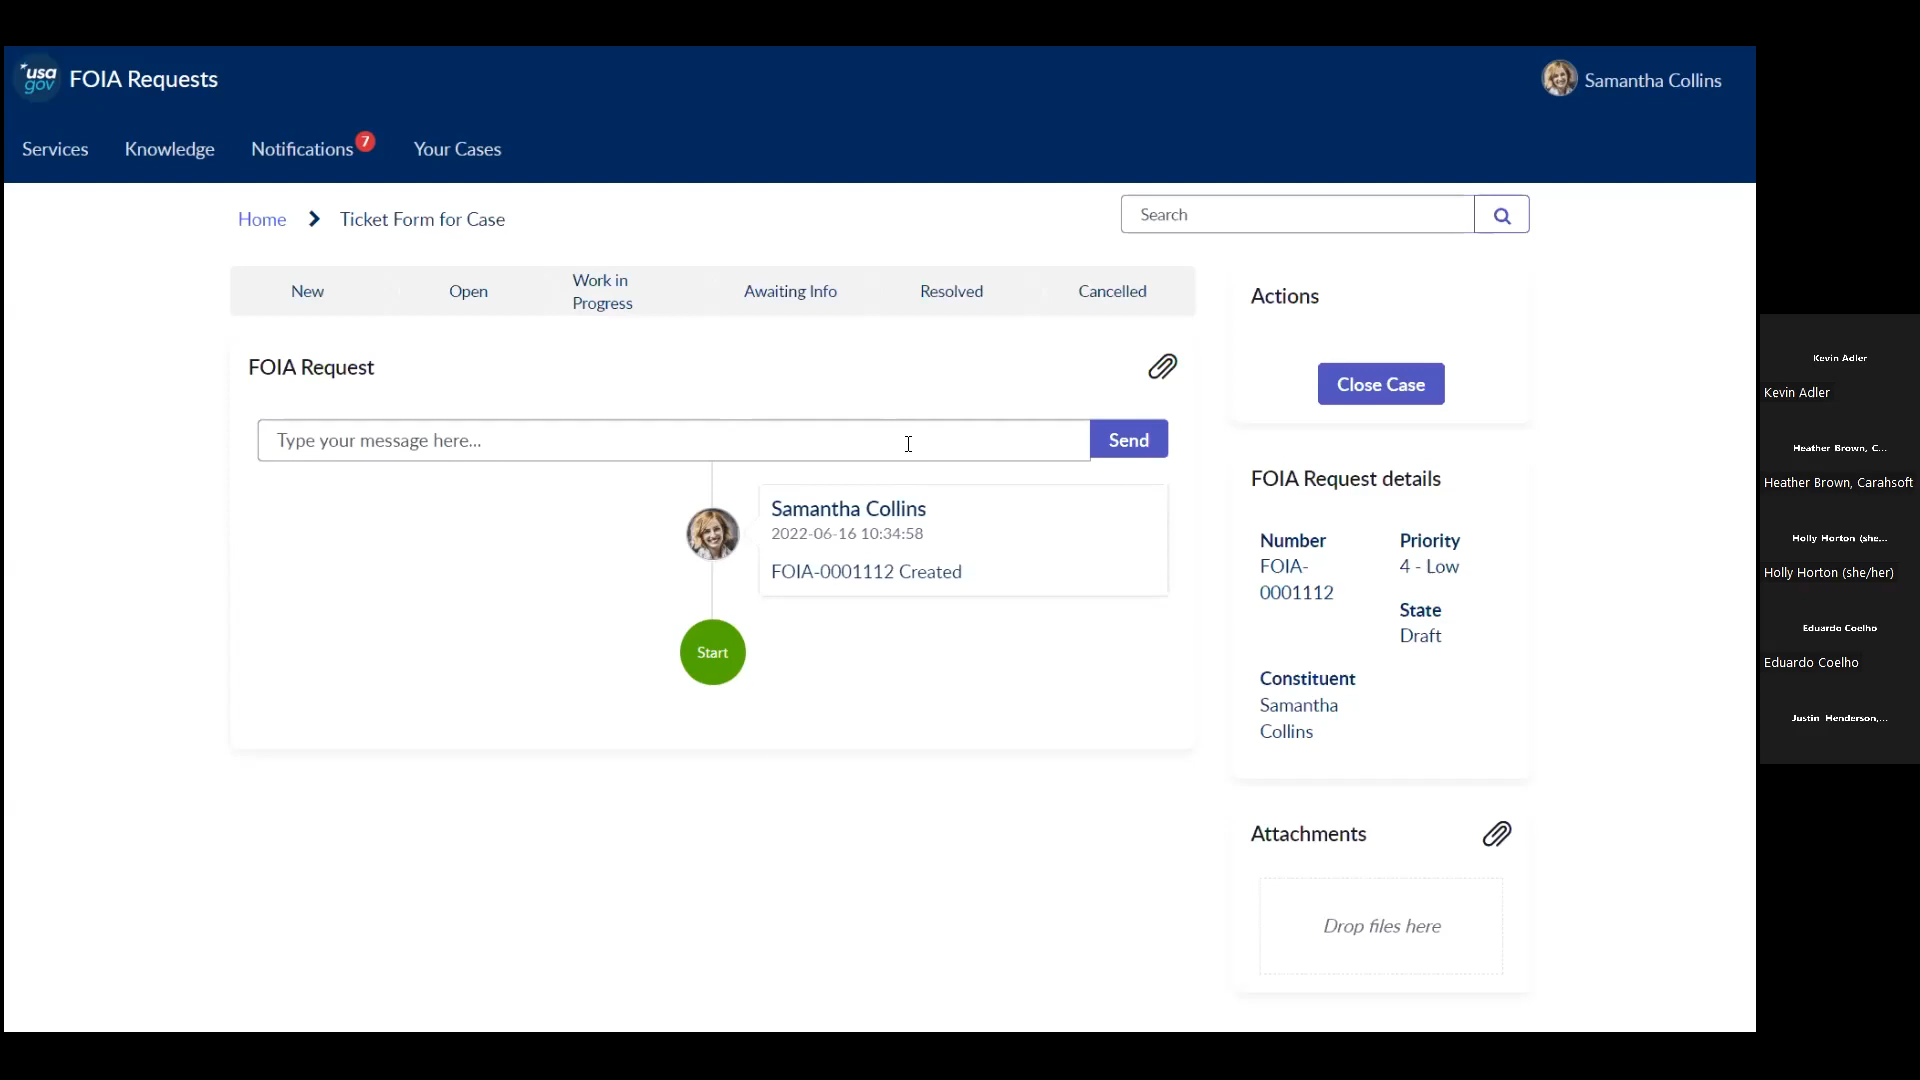 usa
gov
FOIA Requests
Samantha Collins
Services
Knowledge
Notifications
7
Your Cases
Home
Ticket Form for Case
Search
New
Open
Work in
Progress
Awaiting Info
Resolved
Cancelled
Actions
Close Case
FOIA Request
Type your message here...
Send
Samantha Collins
2022-06-16 10:34:58
FOIA-0001112 Created
Start
FOIA Request details
Number
FOIA-
0001112
Priority
4 - Low
State
Draft
Constituent
Samantha
Collins
Attachments
Drop files here
Kevin Adler
Kevin Adler
Heather Brown, C...
Heather Brown, Carahsoft
Holly Horton (she...
Holly Horton (she/her)
Eduardo Coelho
Eduardo Coelho
Justin Henderson,...